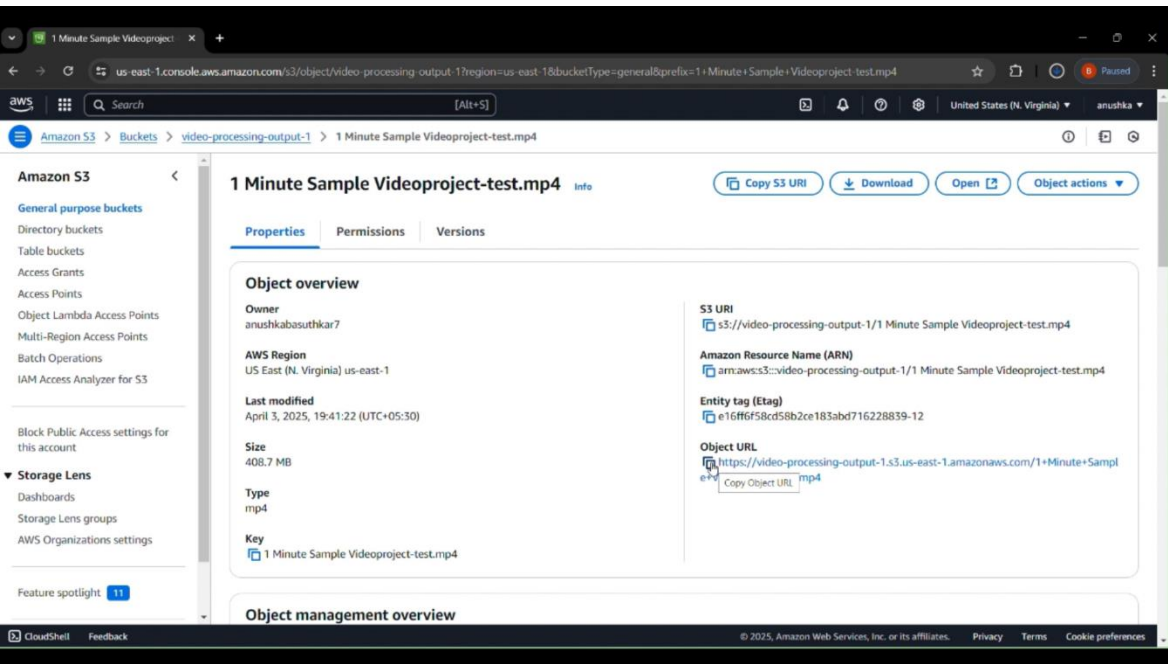 1 Minute Sample Videoproject
us-east-1.console.aws.amazon.com/s3/object/video-processing-output-1?region=us-east-1&bucketType=general&prefix=1+Minute+Sample+Videoproject-test.mp4
B Paused
aws
Search [Alt+S]
United States (N. Virginia)
anushka
Amazon S3 > Buckets > video-processing-output-1 > 1 Minute Sample Videoproject-test.mp4
Amazon S3
General purpose buckets
Directory buckets
Table buckets
Access Grants
Access Points
Object Lambda Access Points
Multi-Region Access Points
Batch Operations
IAM Access Analyzer for S3
Block Public Access settings for
this account
Storage Lens
Dashboards
Storage Lens groups
AWS Organizations settings
Feature spotlight 11
1 Minute Sample Videoproject-test.mp4 Info
Copy S3 URI
Download
Open
Object actions
Properties
Permissions
Versions
Object overview
Owner
anushkabasuthkar7
AWS Region
US East (N. Virginia) us-east-1
Last modified
April 3, 2025, 19:41:22 (UTC+05:30)
Size
408.7 MB
Type
mp4
Key
1 Minute Sample Videoproject-test.mp4
S3 URI
s3://video-processing-output-1/1 Minute Sample Videoproject-test.mp4
Amazon Resource Name (ARN)
arn:aws:s3:::video-processing-output-1/1 Minute Sample Videoproject-test.mp4
Entity tag (Etag)
e16ff6f58cd58b2ce183abd716228839-12
Object URL
https://video-processing-output-1.s3.us-east-1.amazonaws.com/1+Minute+Sampl
mp4
Copy Object URL
Object management overview
CloudShell
Feedback
© 2025, Amazon Web Services, Inc. or its affiliates.
Privacy
Terms
Cookie preferences